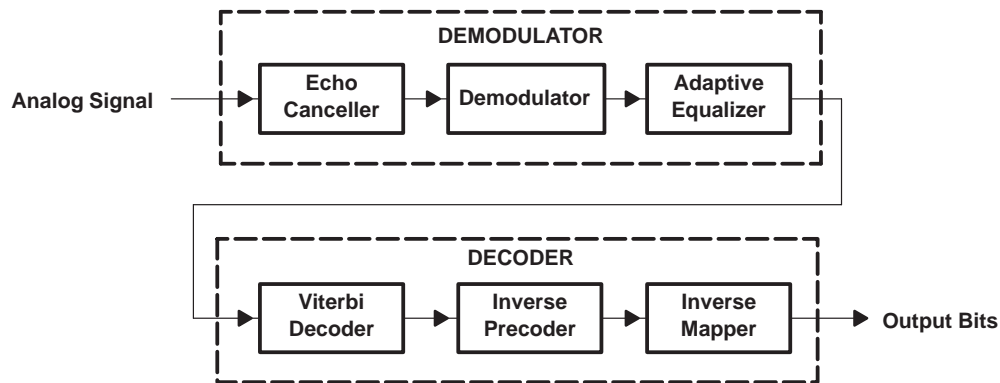 DEMODULATOR
Analog Signal
Echo
Canceller
Demodulator
Adaptive
Equalizer
DECODER
Viterbi
Decoder
Inverse
Precoder
Inverse
Mapper
Output Bits